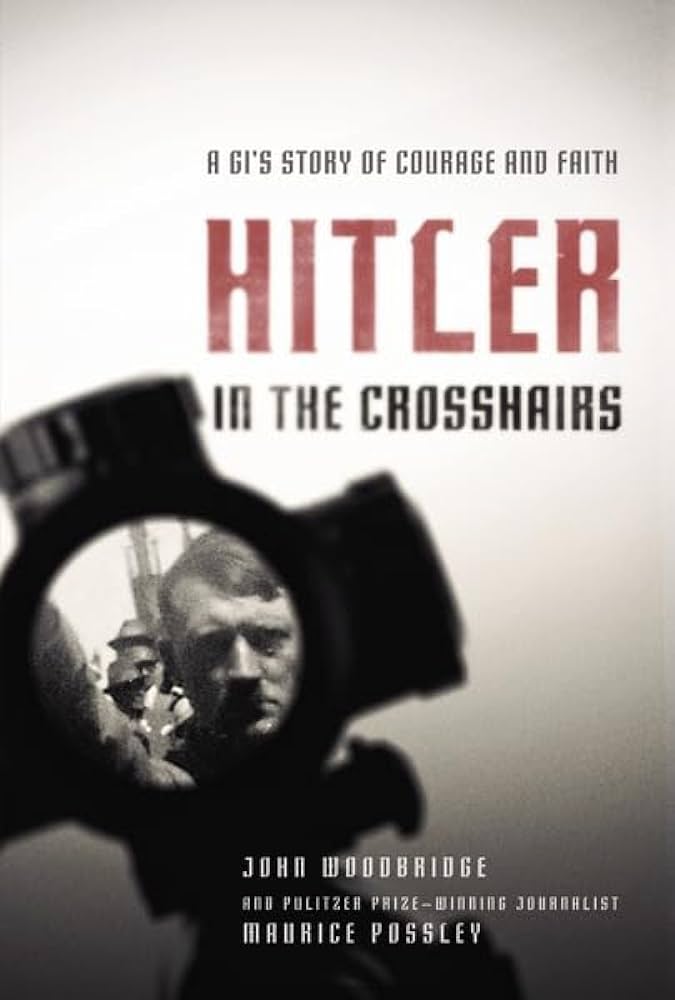 A GI'S STORY OF COURAGE AND FAITH
HITLER
IN THE CROSSHAIRS
JOHN WOODBRIDGE
AND PULITZER PRIZE-WINNING JOURNALIST
MAURICE POSSLEY